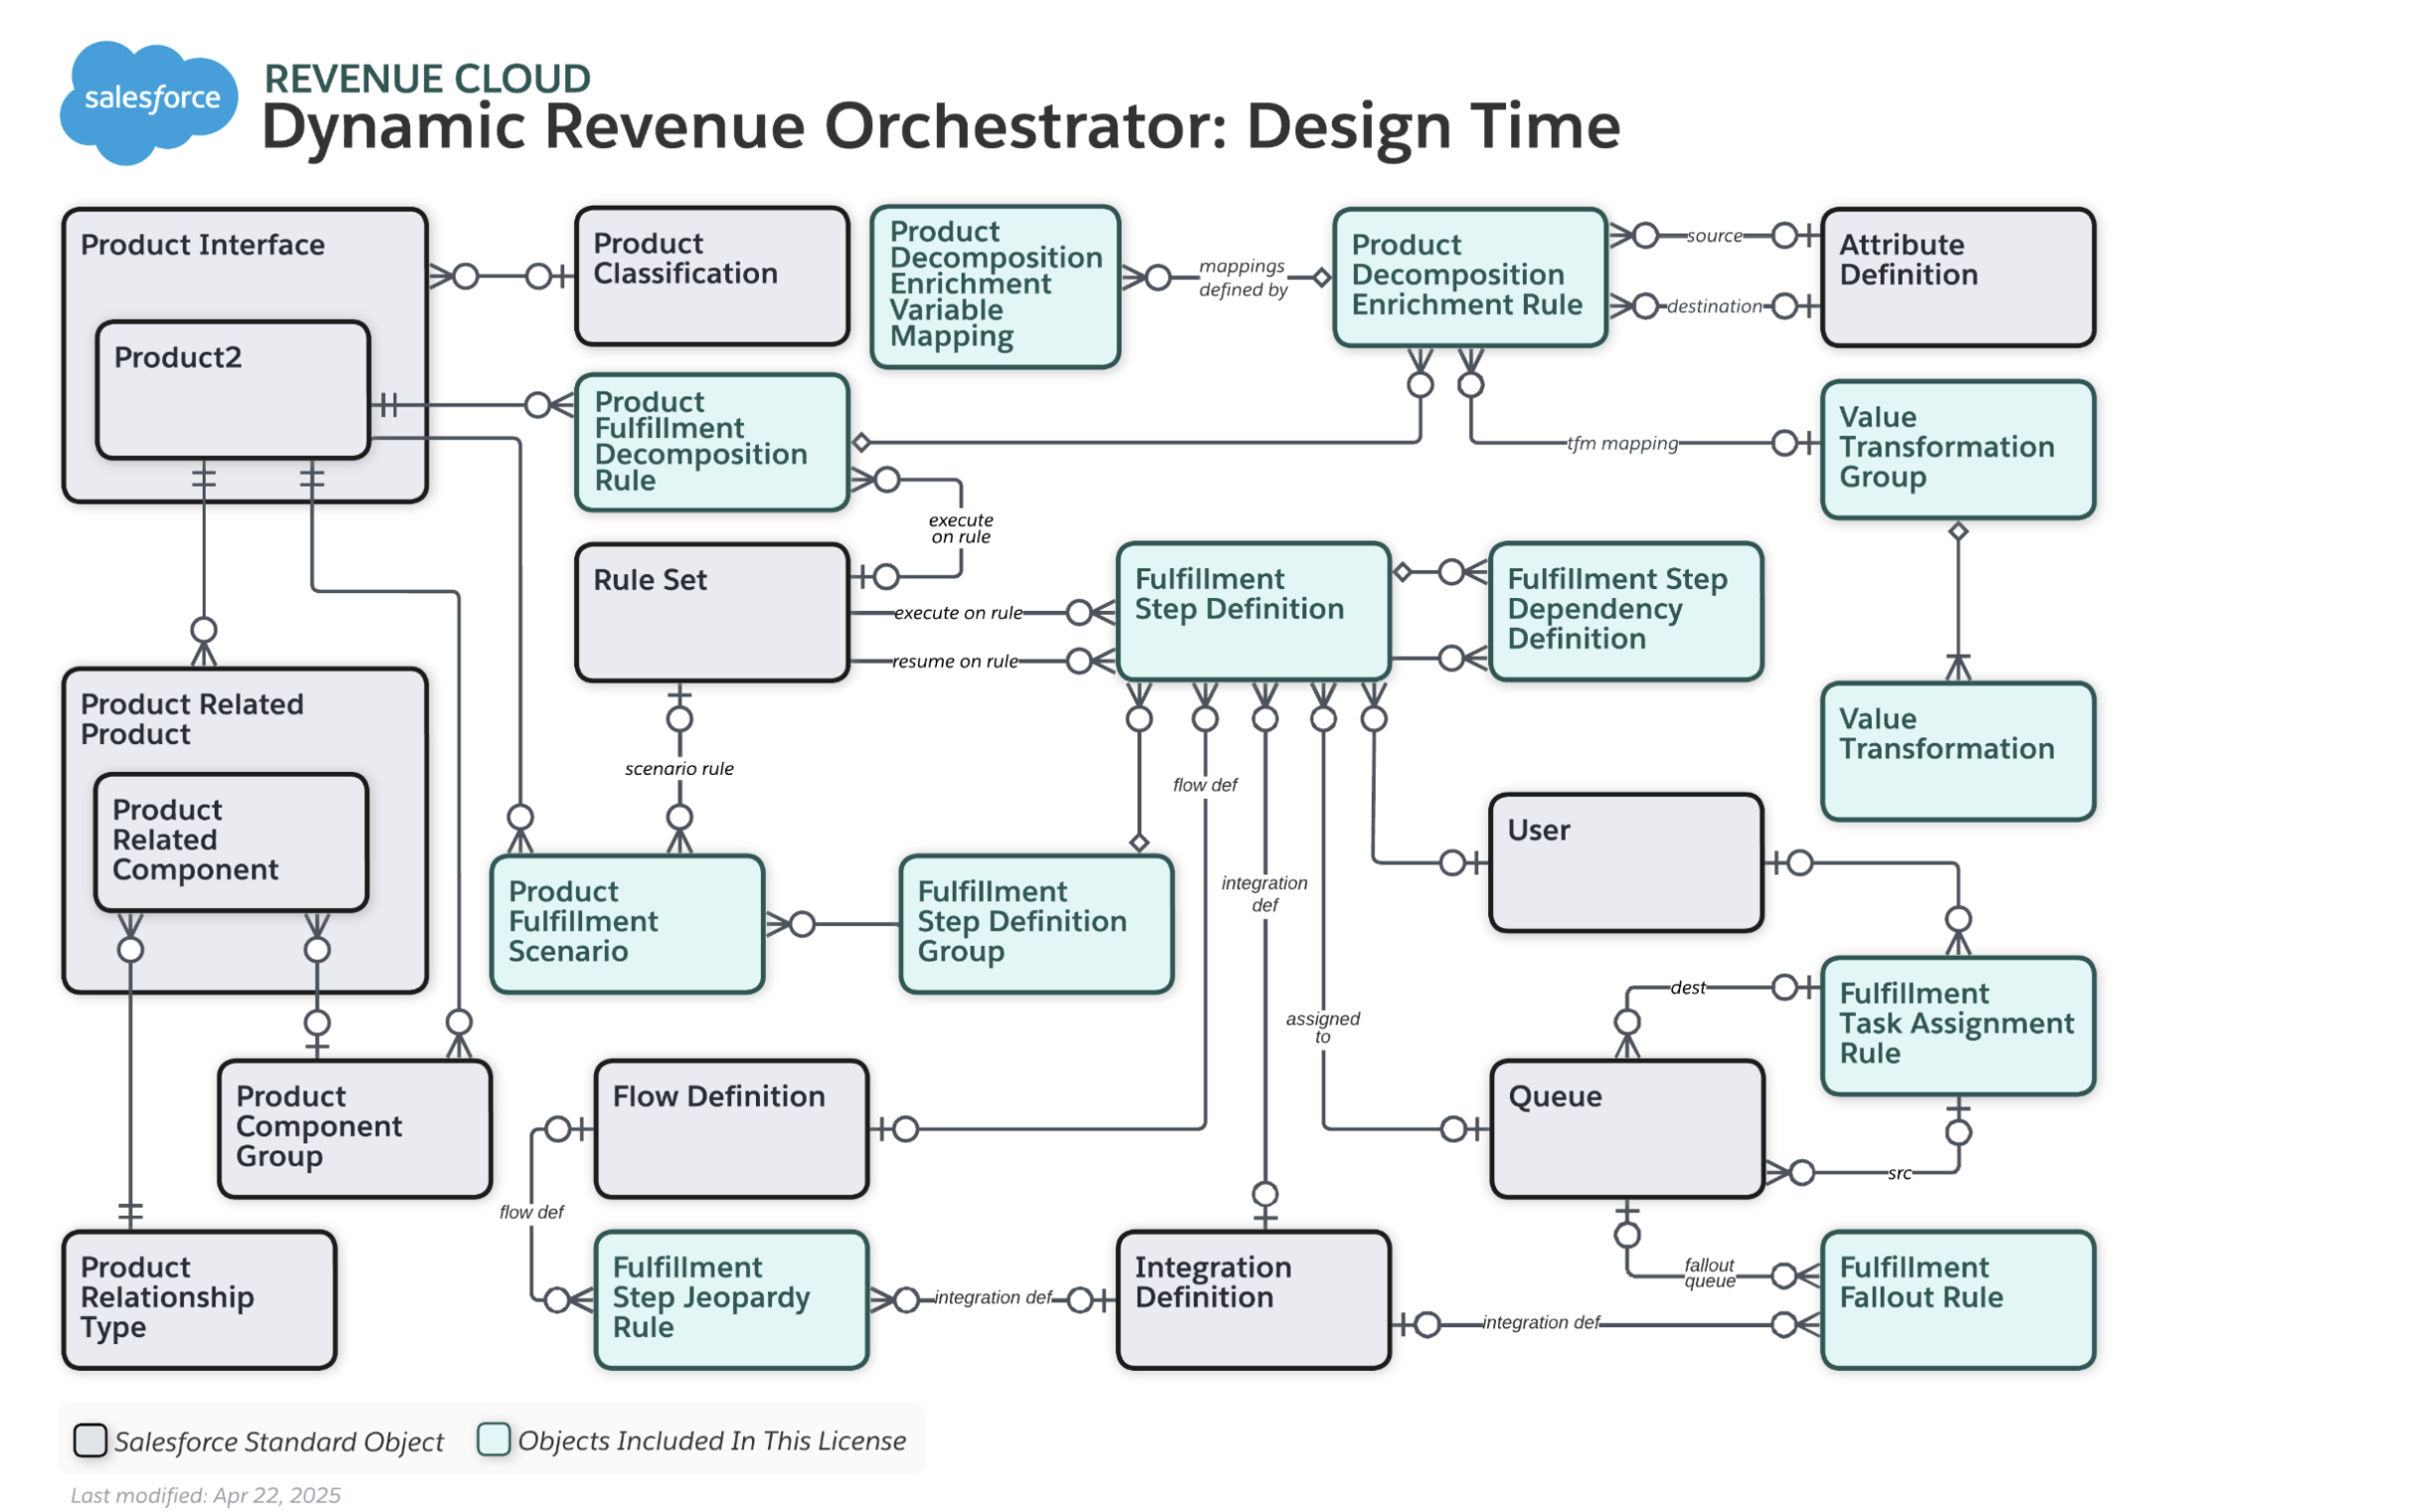 salesforce
REVENUE CLOUD
Dynamic Revenue Orchestrator: Design Time
Product Interface
Product2
Product
Classification
Product
Decomposition
Enrichment
Variable
Mapping
mappings
defined by
Product
Decomposition
Enrichment Rule
source
destination
Attribute
Definition
Product
Fulfillment
Decomposition
Rule
tfm mapping
Value
Transformation
Group
execute
on rule
Rule Set
execute on rule
resume on rule
Fulfillment
Step Definition
Fulfillment Step
Dependency
Definition
Product Related
Product
Product
Related
Component
scenario rule
flow def
integration
def
assigned
to
Value
Transformation
User
Product
Fulfillment
Scenario
Fulfillment
Step Definition
Group
dest
Fulfillment
Task Assignment
Rule
Product
Component
Group
Flow Definition
Queue
src
flow def
Product
Relationship
Type
Fulfillment
Step Jeopardy
Rule
integration def
Integration
Definition
fallout
queue
integration def
Fulfillment
Fallout Rule
Salesforce Standard Object
Objects Included In This License
Last modified: Apr 22, 2025